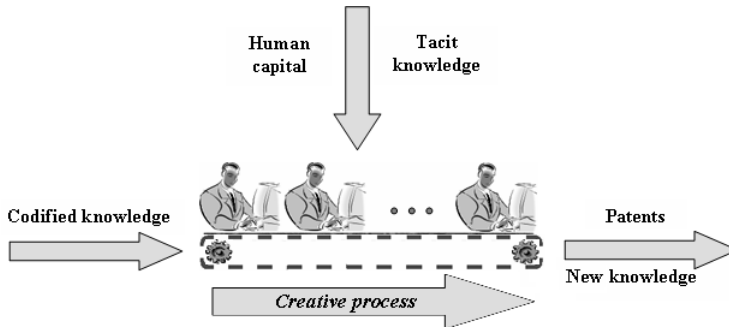 Human
capital
Tacit
knowledge
Codified knowledge
Patents
New knowledge
Creative process